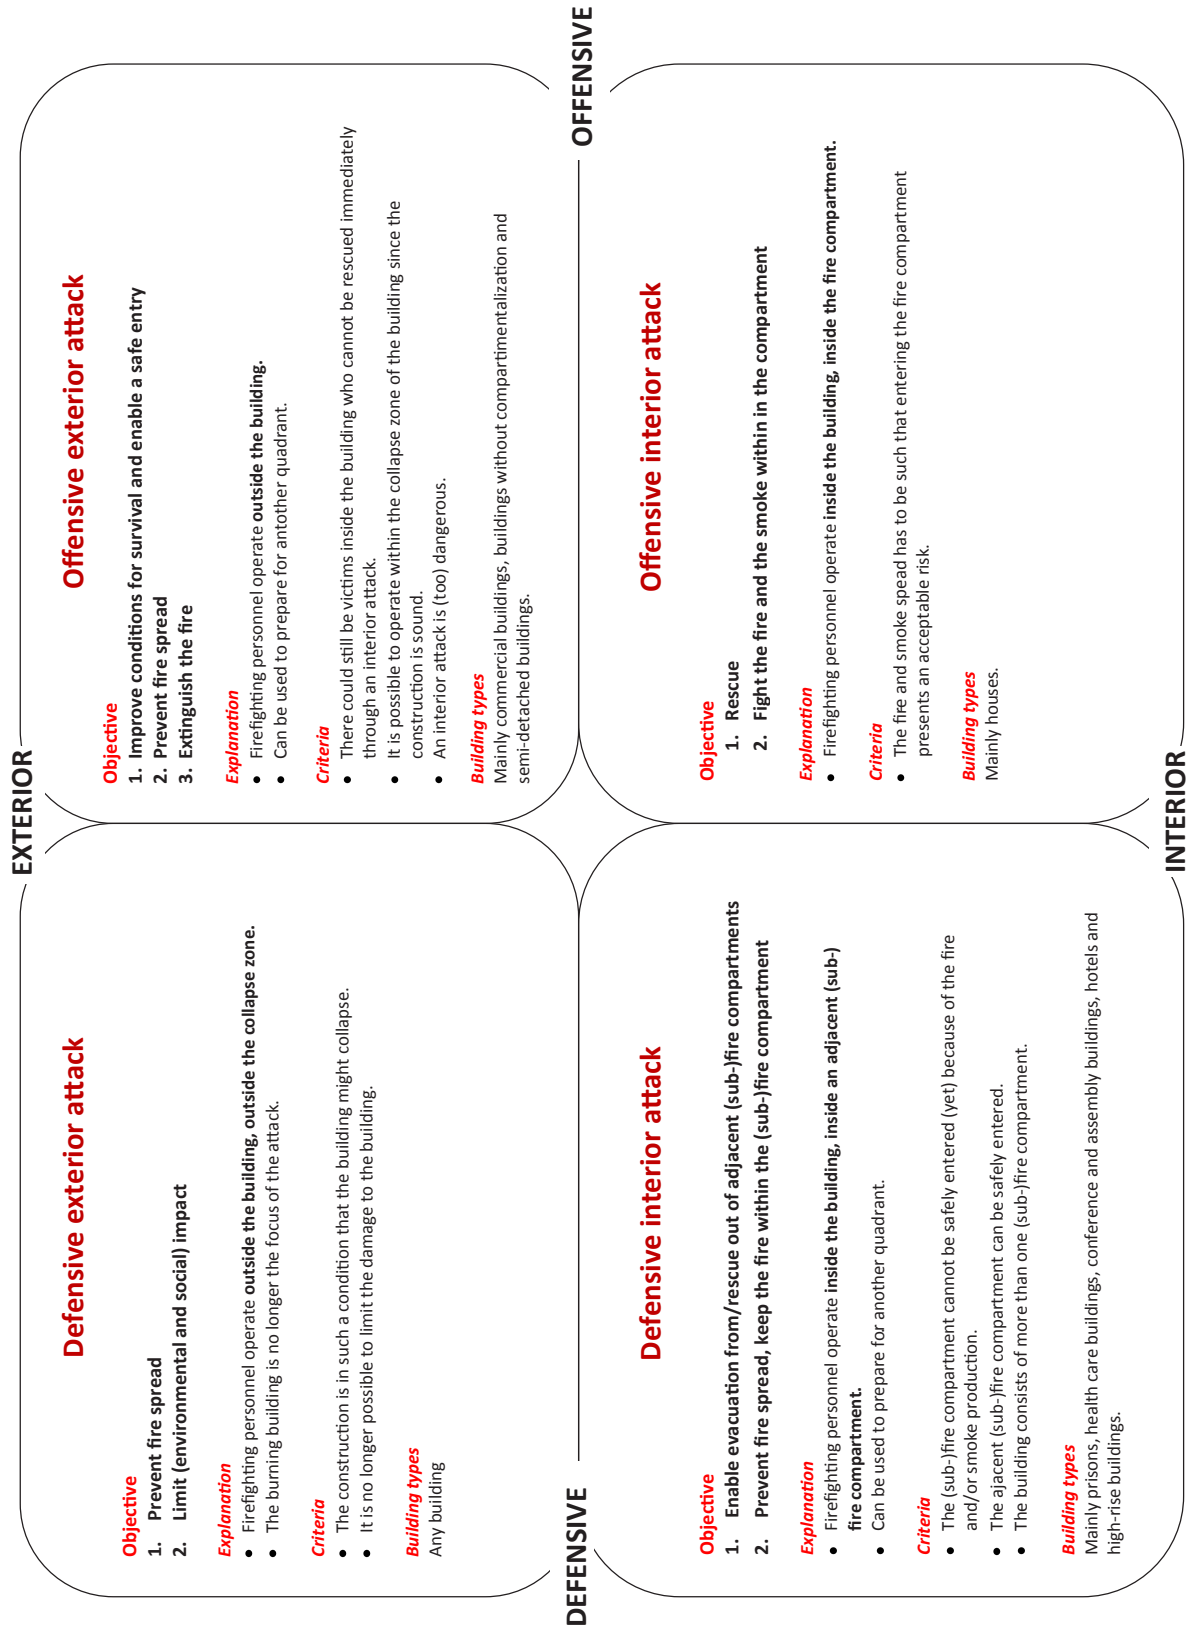 EXTERIOR
Defensive exterior attack
Objective
1. Prevent fire spread
2. Limit (environmental and social) impact
Explanation
• Firefighting personnel operate outside the building, outside the collapse zone.
• The burning building is no longer the focus of the attack.
Criteria
• The construction is in such a condition that the building might collapse.
• It is no longer possible to limit the damage to the building.
Building types
Any building
Offensive exterior attack
Objective
1. Improve conditions for survival and enable a safe entry
2. Prevent fire spread
3. Extinguish the fire
Explanation
• Firefighting personnel operate outside the building.
• Can be used to prepare for antother quadrant.
Criteria
• There could still be victims inside the building who cannot be rescued immediately
through an interior attack.
• It is possible to operate within the collapse zone of the building since the
construction is sound.
• An interior attack is (too) dangerous.
Building types
Mainly commercial buildings, buildings without compartimentalization and
semi-detached buildings.
DEFENSIVE
OFFENSIVE
Defensive interior attack
Objective
1. Enable evacuation from/rescue out of adjacent (sub-)fire compartments
2. Prevent fire spread, keep the fire within the (sub-)fire compartment
Explanation
• Firefighting personnel operate inside the building, inside an adjacent (sub-)
fire compartment.
• Can be used to prepare for another quadrant.
Criteria
• The (sub-)fire compartment cannot be safely entered (yet) because of the fire
and/or smoke production.
• The ajacent (sub-)fire compartment can be safely entered.
• The building consists of more than one (sub-)fire compartment.
Building types
Mainly prisons, health care buildings, conference and assembly buildings, hotels and
high-rise buildings.
Offensive interior attack
Objective
1. Rescue
2. Fight the fire and the smoke within in the compartment
Explanation
• Firefighting personnel operate inside the building, inside the fire compartment.
Criteria
• The fire and smoke spead has to be such that entering the fire compartment
presents an acceptable risk.
Building types
Mainly houses.
INTERIOR